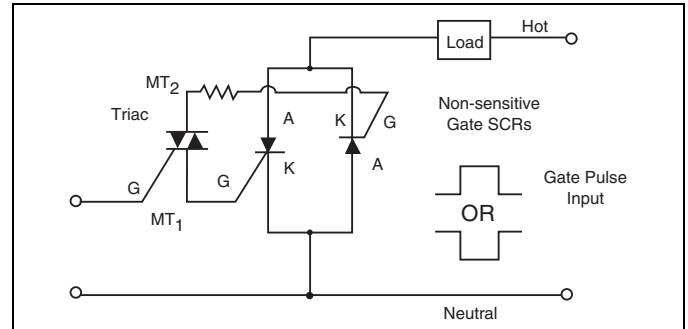 Hot
Load
MT2
Non-sensitive
Gate SCRs
Triac
A
K
G
K
A
G
G
MT1
Gate Pulse
Input
OR
Neutral